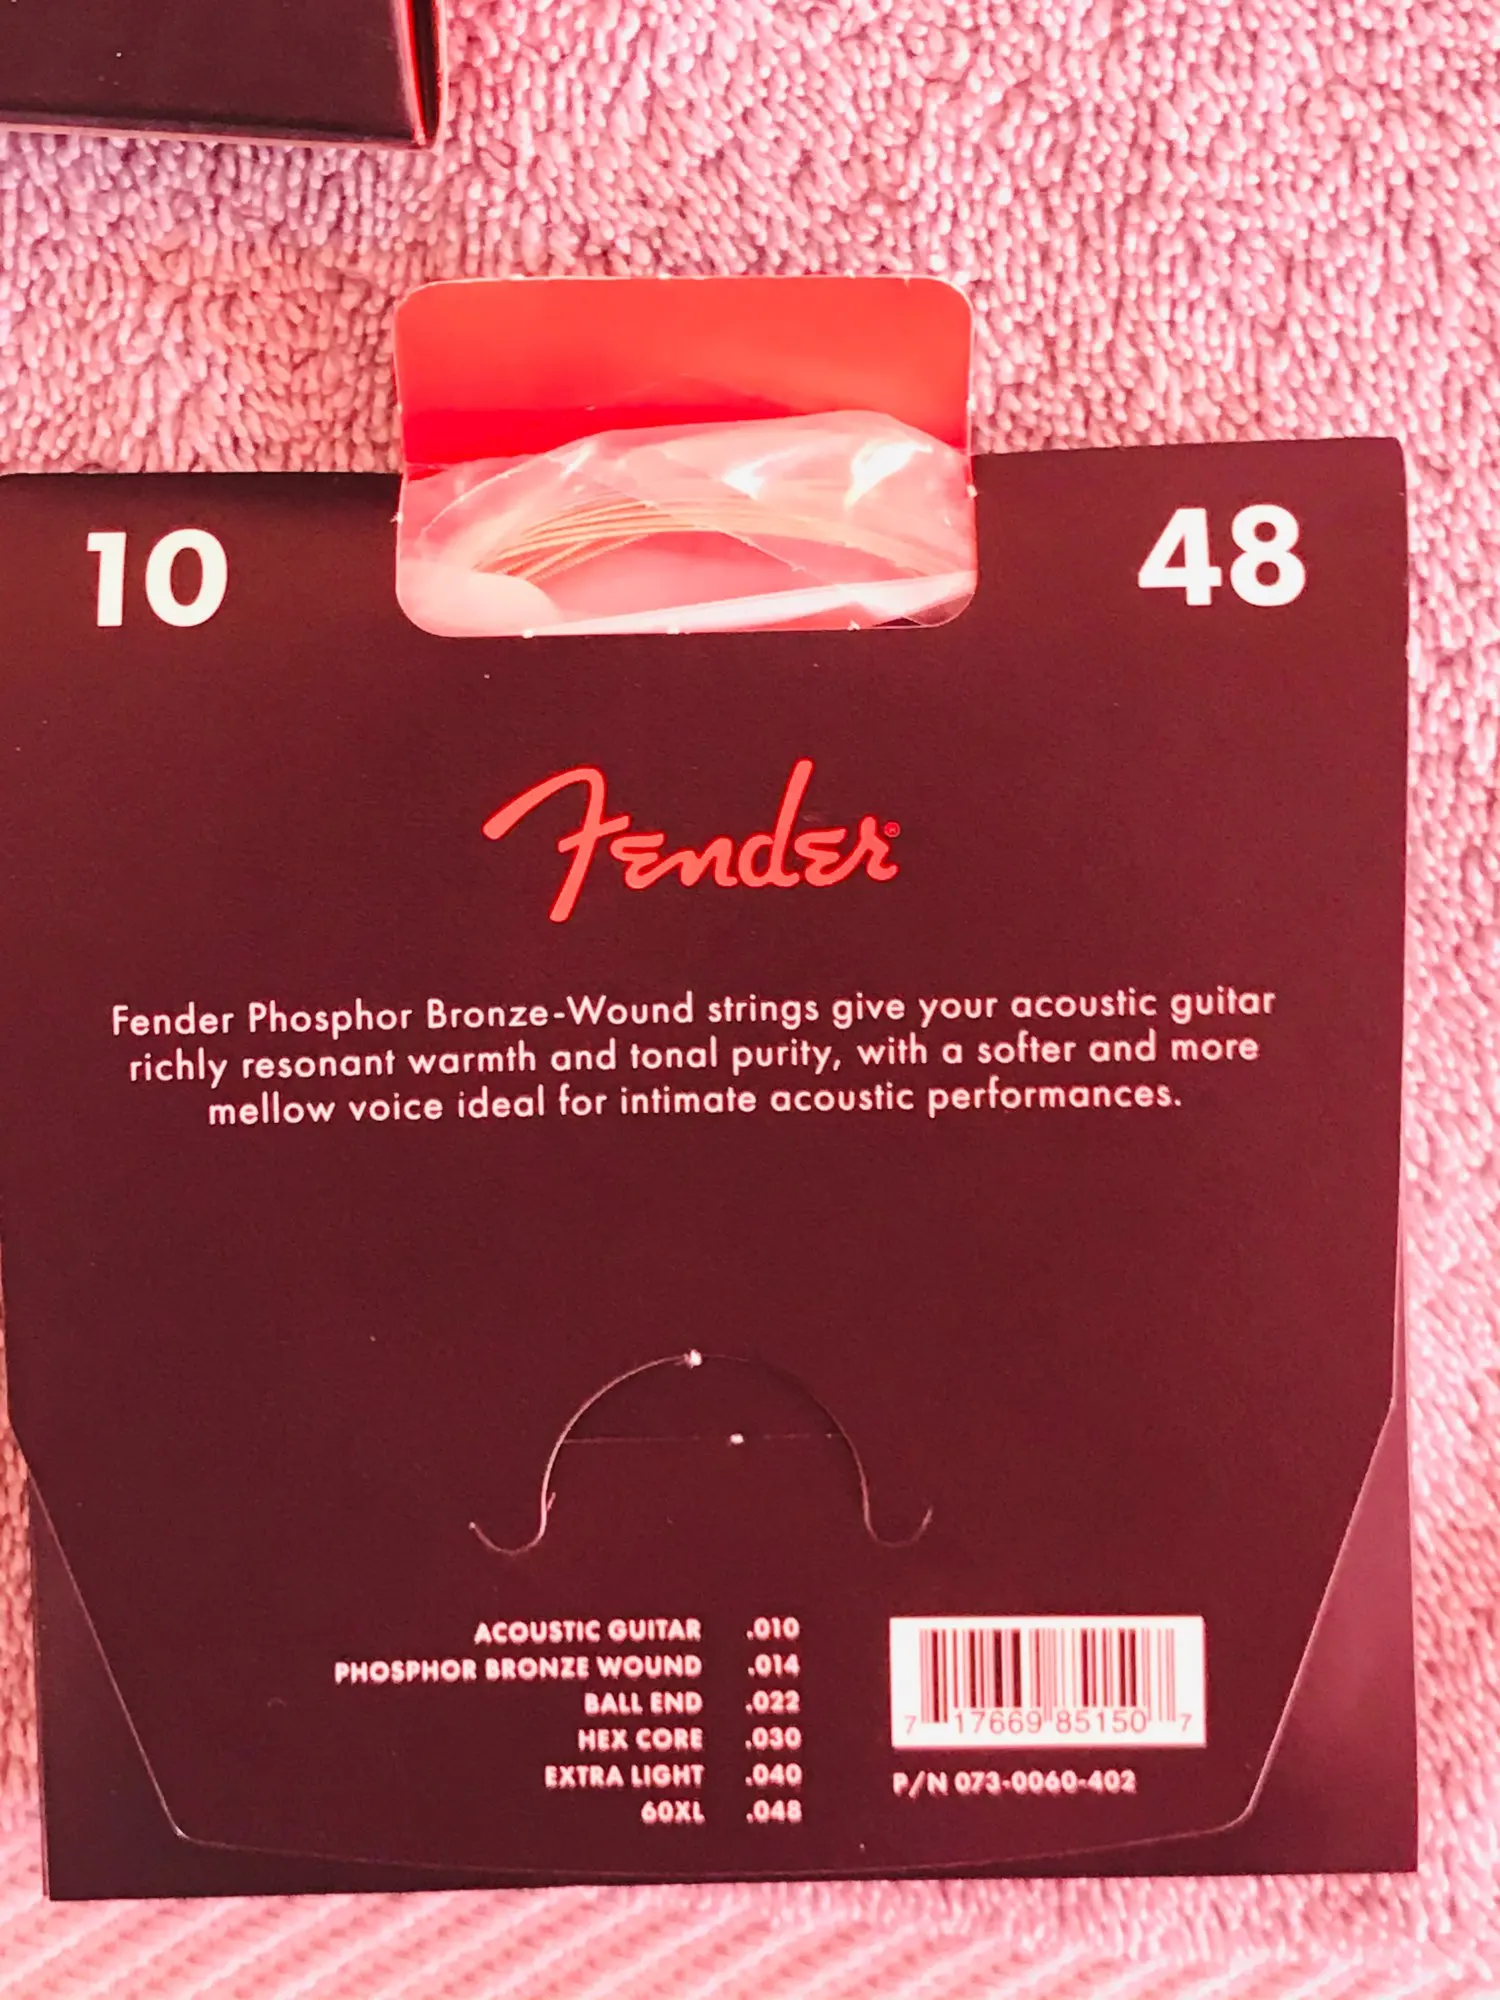 10
48
Fender®
Fender Phosphor Bronze-Wound strings give your acoustic guitar
richly resonant warmth and tonal purity, with a softer and more
mellow voice ideal for intimate acoustic performances.
ACOUSTIC GUITAR .010
PHOSPHOR BRONZE WOUND .014
BALL END .022
HEX CORE .030
EXTRA LIGHT .040
60XL .048
7 17669 85150 7
P/N 073-0060-402